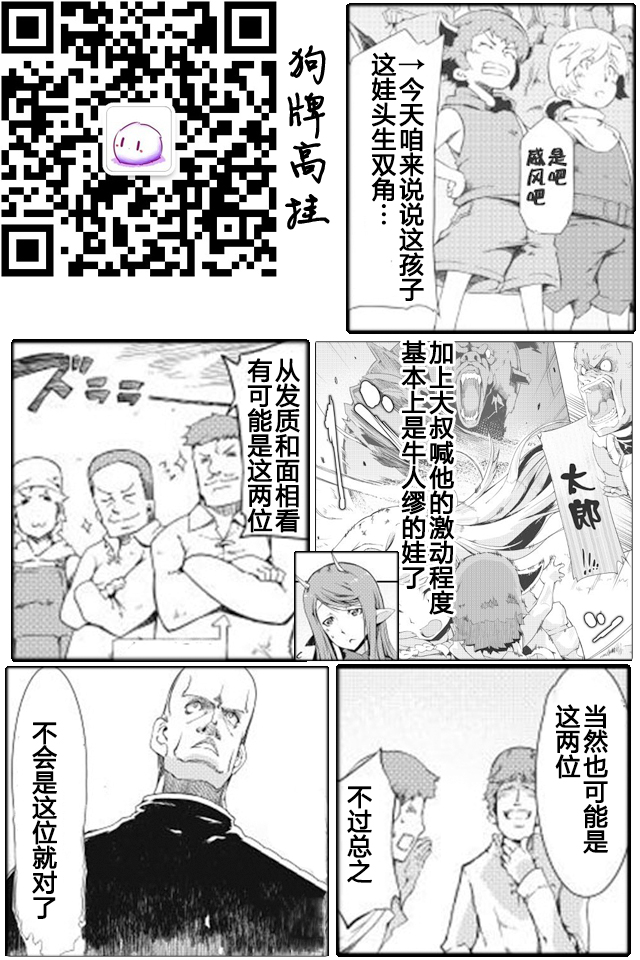 狗牌高挂
→今天咱来说说这孩子
这娃头生双角…
是吧
威风吧
加上大叔喊他的激动程度
基本上是牛人缪的娃了
太郎
!!!
从发质和面相看
有可能是这两位
ズ
当然也可能是
这两位
不过总之
不会是这位就对了